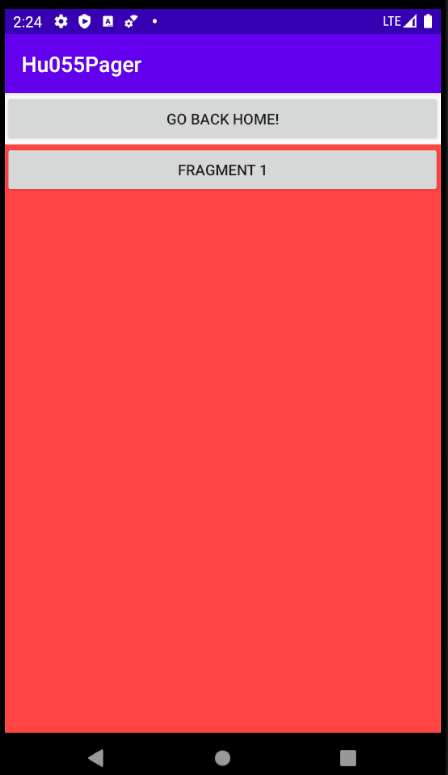 2:24 LTE
Hu055Pager
GO BACK HOME!
FRAGMENT 1